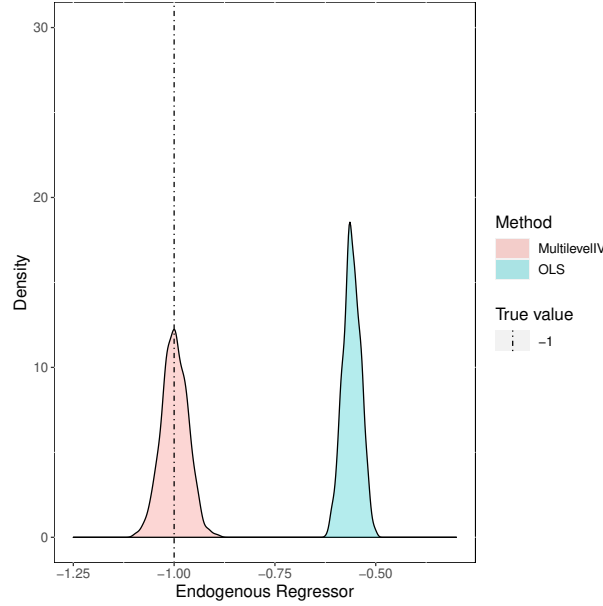 30
20
10
0
Density
−1.25
−1.00
−0.75
−0.50
Endogenous Regressor
Method
MultilevelIV
OLS
True value
−1